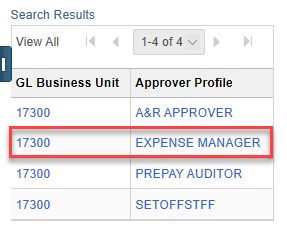 Search Results
View All 1-4 of 4
GL Business Unit Approver Profile
17300 A&R APPROVER
17300 EXPENSE MANAGER
17300 PREPAY AUDITOR
17300 SETOFFSTFF